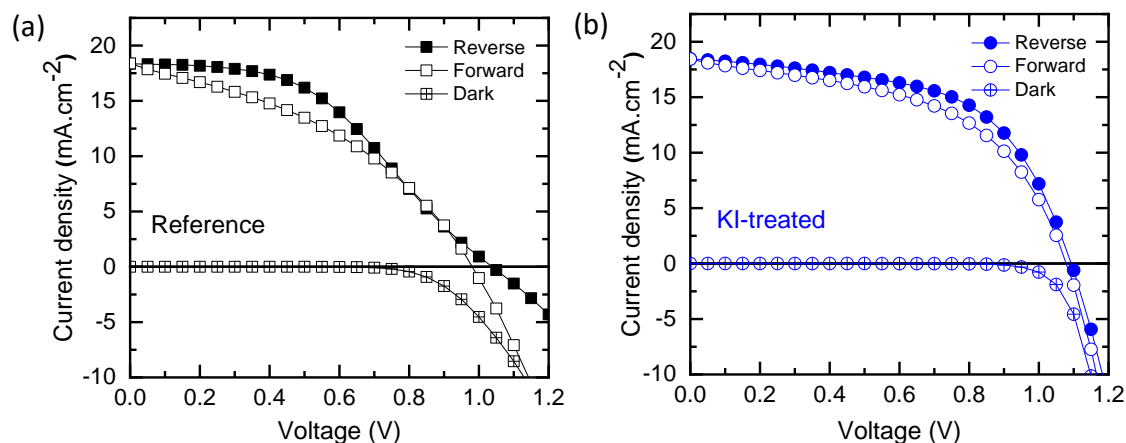 (a)
20
15
10
5
0
-5
-10
0.0 0.2 0.4 0.6 0.8 1.0 1.2
Voltage (V)
Current density (mA.cm-2)
Reverse
Forward
Dark
Reference
(b)
20
15
10
5
0
-5
-10
0.0 0.2 0.4 0.6 0.8 1.0 1.2
Voltage (V)
Current density (mA.cm-2)
Reverse
Forward
Dark
KI-treated